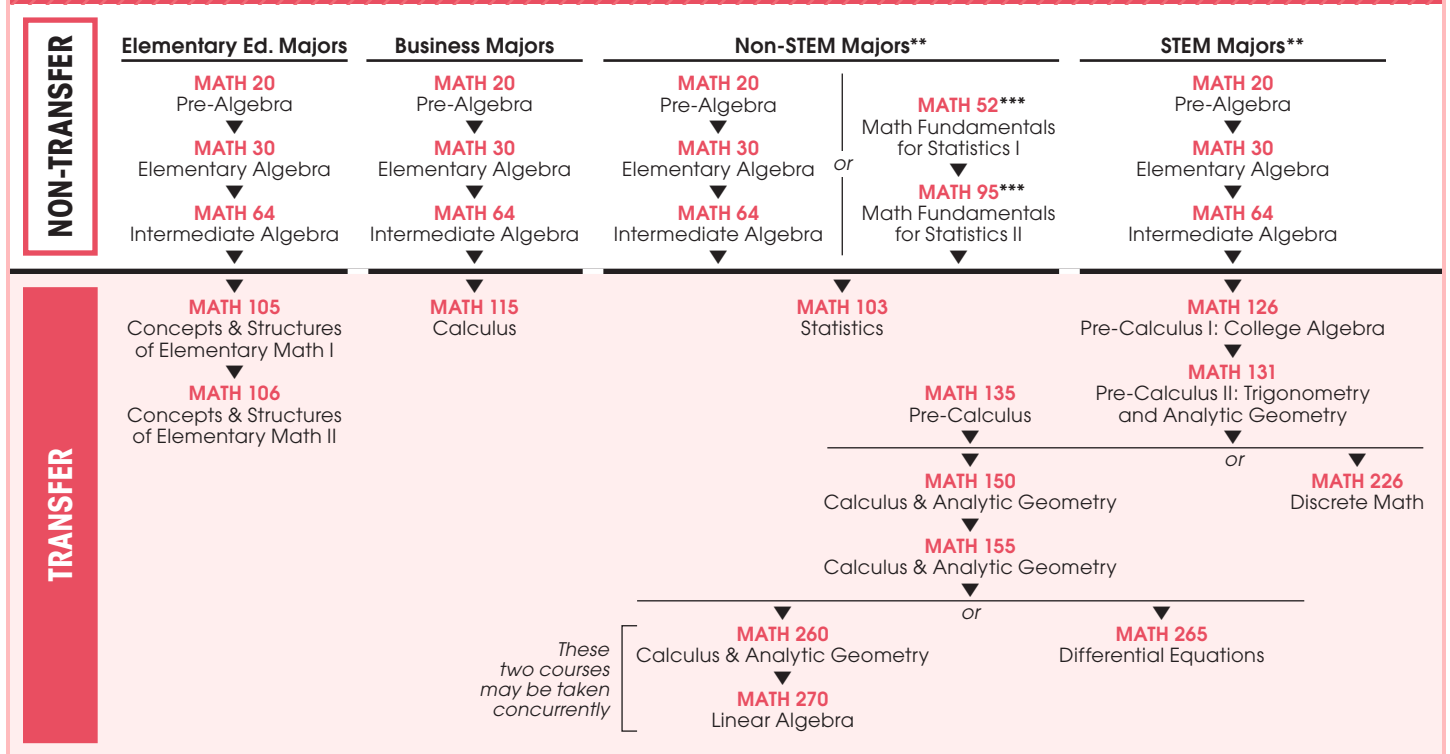 NON-TRANSFER
Elementary Ed. Majors
MATH 20
Pre-Algebra
MATH 30
Elementary Algebra
MATH 64
Intermediate Algebra
Business Majors
MATH 20
Pre-Algebra
MATH 30
Elementary Algebra
MATH 64
Intermediate Algebra
Non-STEM Majors**
MATH 20
Pre-Algebra
MATH 30
Elementary Algebra
MATH 64
Intermediate Algebra
or
MATH 52***
Math Fundamentals
for Statistics I
MATH 95***
Math Fundamentals
for Statistics II
STEM Majors**
MATH 20
Pre-Algebra
MATH 30
Elementary Algebra
MATH 64
Intermediate Algebra
TRANSFER
MATH 105
Concepts & Structures
of Elementary Math I
MATH 106
Concepts & Structures
of Elementary Math II
MATH 115
Calculus
MATH 103
Statistics
MATH 126
Pre-Calculus I: College Algebra
MATH 131
Pre-Calculus II: Trigonometry
and Analytic Geometry
MATH 135
Pre-Calculus
or
MATH 150
Calculus & Analytic Geometry
MATH 226
Discrete Math
MATH 155
Calculus & Analytic Geometry
or
These
two courses
may be taken
concurrently
MATH 260
Calculus & Analytic Geometry
MATH 270
Linear Algebra
MATH 265
Differential Equations